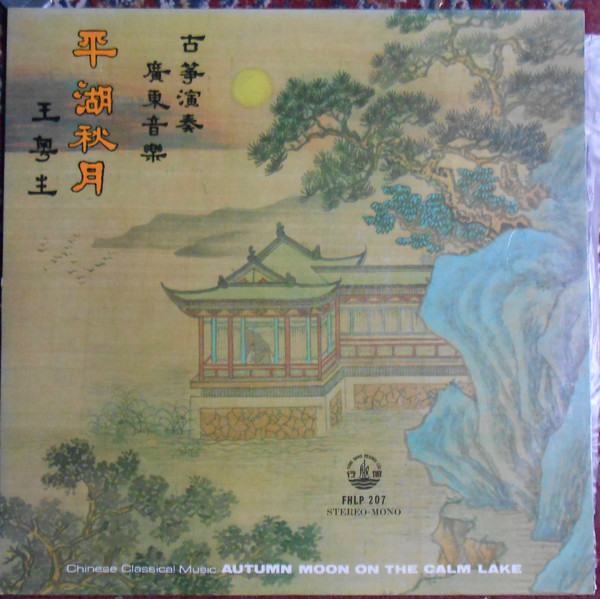 古箏演奏
廣東音樂
平湖秋月
王粵生
FHLP 207
STEREO-MONO
Chinese Classical Music AUTUMN MOON ON THE CALM LAKE